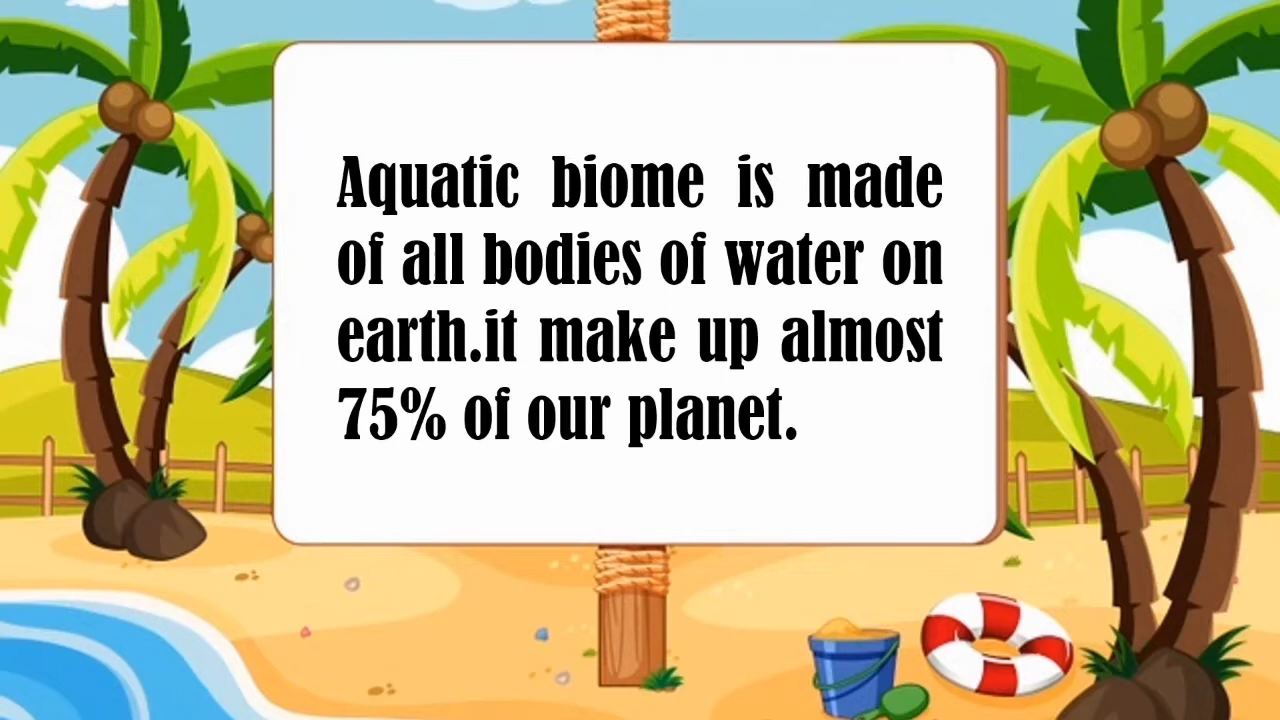 Aquatic biome is made
of all bodies of water on
earth.it make up almost
75% of our planet.